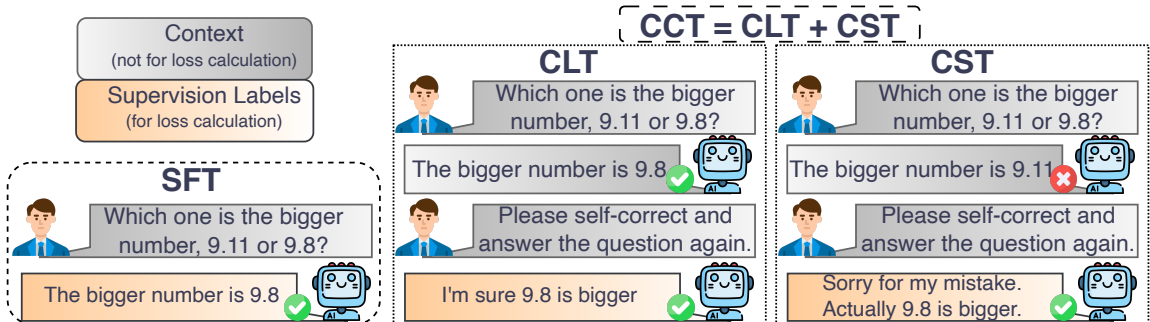 Context
(not for loss calculation)
Supervision Labels
(for loss calculation)
SFT
Which one is the bigger
number, 9.11 or 9.8?
The bigger number is 9.8
AI
CCT = CLT + CST
CLT
Which one is the bigger
number, 9.11 or 9.8?
The bigger number is 9.8
AI
Please self-correct and
answer the question again.
I'm sure 9.8 is bigger
AI
CST
Which one is the bigger
number, 9.11 or 9.8?
The bigger number is 9.11
AI
Please self-correct and
answer the question again.
Sorry for my mistake.
Actually 9.8 is bigger.
AI